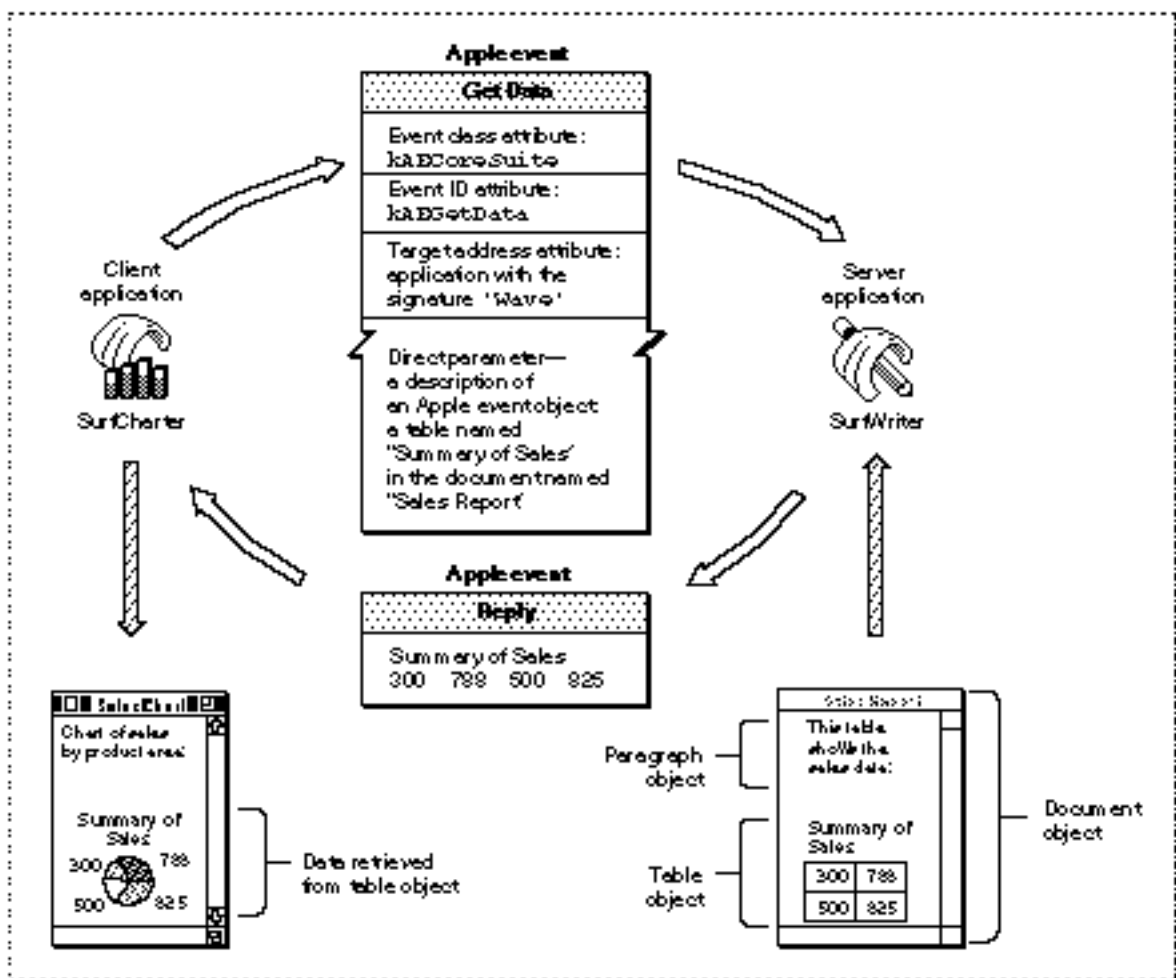 Apple event
Get Data
Event class attribute:
kAECoreSuite
Event ID attribute:
kAEGetData
Target address attribute:
application with the
signature 'Wave'
Direct parameter—
a description of
an Apple event object:
a table named
"Summary of Sales"
in the document named
"Sales Report"
Client
application
SurfCharter
Server
application
SurfWriter
Apple event
Reply
Summary of Sales
300 788 500 825
Sales Chart
Chart of sales
by product area:
Summary of
Sales
300 788
500 825
Data retrieved
from table object
Paragraph
object
Table
object
Sales Report
This table
shows the
sales data:
Summary of
Sales
300 788
500 825
Document
object